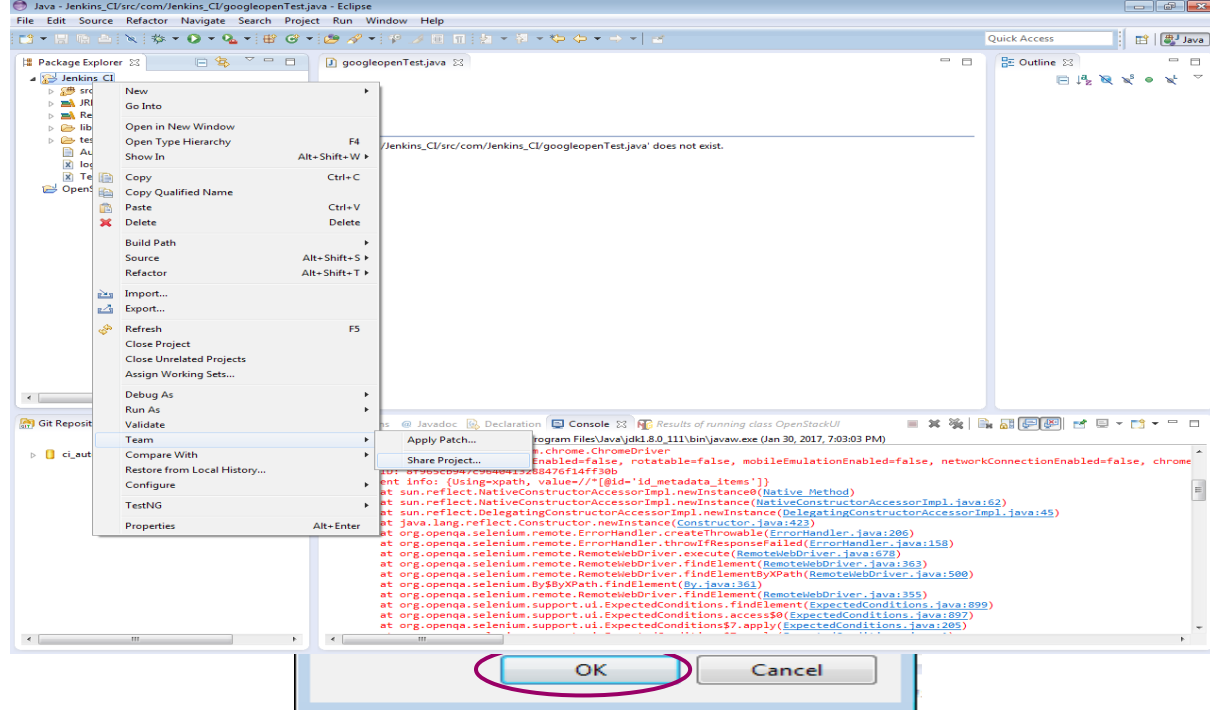 Java - Jenkins_CI/src/com/Jenkins_CI/googleopenTest.java - Eclipse
File Edit Source Refactor Navigate Search Project Run Window Help
Quick Access Java
Package Explorer googleopenTest.java Outline
Jenkins_CI
src
New
JRE
Go Into
Re
lib
Open in New Window
tes
Open Type Hierarchy F4
/Jenkins_CI/src/com/Jenkins_CI/googleopenTest.java' does not exist.
Au
Show In Alt+Shift+W
log
Te
Copy Ctrl+C
OpenS
Copy Qualified Name
Paste Ctrl+V
Delete Delete
Build Path
Source Alt+Shift+S
Refactor Alt+Shift+T
Import...
Export...
Refresh F5
Close Project
Close Unrelated Projects
Assign Working Sets...
Debug As
Run As
Git Reposit
Validate
ns @ Javadoc Declaration Console Results of running class OpenStackUI
Team
Apply Patch...
rogram Files\Java\jdk1.8.0_111\bin\javaw.exe (Jan 30, 2017, 7:03:03 PM)
m.chrome.ChromeDriver
ci_aut
Compare With
Share Project...
Enabled=false, rotatable=false, mobileEmulationEnabled=false, networkConnectionEnabled=false, chrome
Restore from Local History...
Configure
ent info: {Using=xpath, value=//*[@id='id_metadata_items']}
at sun.reflect.NativeConstructorAccessorImpl.newInstance0(Native Method)
TestNG
at sun.reflect.NativeConstructorAccessorImpl.newInstance(NativeConstructorAccessorImpl.java:62)
at sun.reflect.DelegatingConstructorAccessorImpl.newInstance(DelegatingConstructorAccessorImpl.java:45)
Properties Alt+Enter
at java.lang.reflect.Constructor.newInstance(Constructor.java:423)
at org.openqa.selenium.remote.ErrorHandler.createThrowable(ErrorHandler.java:206)
at org.openqa.selenium.remote.ErrorHandler.throwIfResponseFailed(ErrorHandler.java:158)
at org.openqa.selenium.remote.RemoteWebDriver.execute(RemoteWebDriver.java:678)
at org.openqa.selenium.remote.RemoteWebDriver.findElement(RemoteWebDriver.java:363)
at org.openqa.selenium.remote.RemoteWebDriver.findElementByXPath(RemoteWebDriver.java:500)
at org.openqa.selenium.By$ByXPath.findElement(By.java:361)
at org.openqa.selenium.remote.RemoteWebDriver.findElement(RemoteWebDriver.java:355)
at org.openqa.selenium.support.ui.ExpectedConditions.findElement(ExpectedConditions.java:899)
at org.openqa.selenium.support.ui.ExpectedConditions.access$0(ExpectedConditions.java:897)
at org.openqa.selenium.support.ui.ExpectedConditions$7.apply(ExpectedConditions.java:205)
OK Cancel